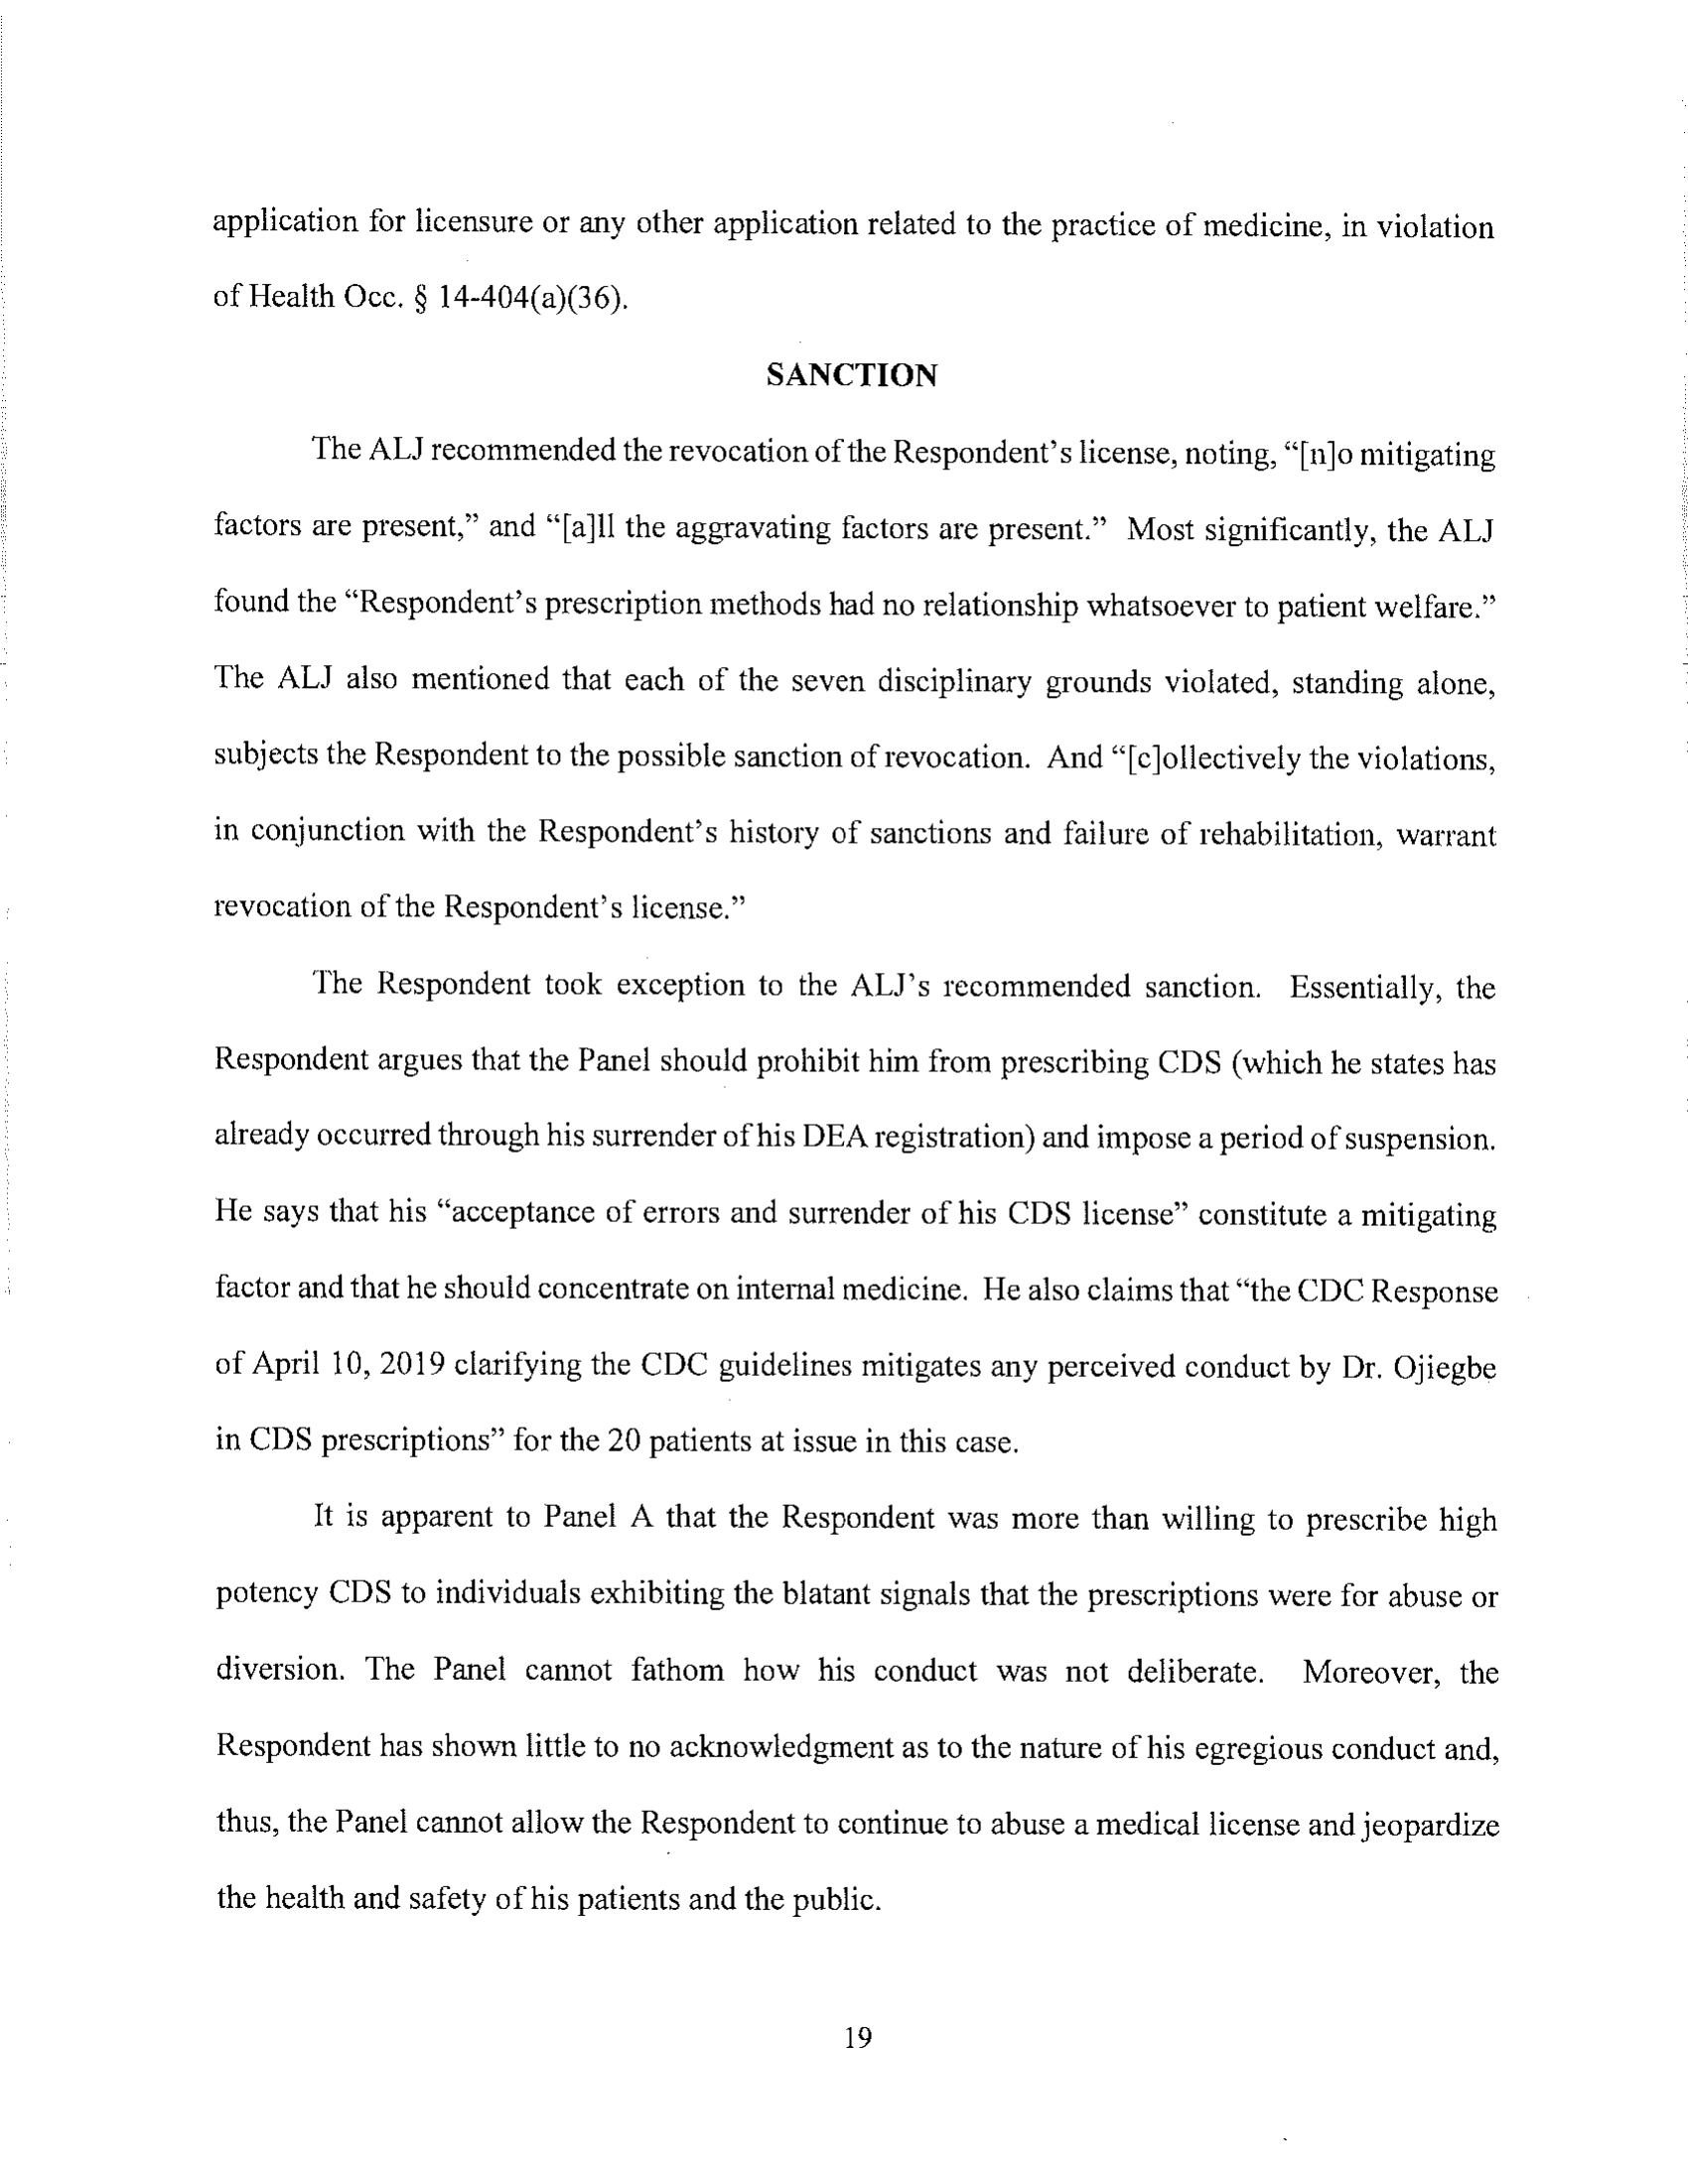 application for licensure or any other application related to the practice of medicine, in violation
of Health Occ. § 14-404(a)(36).
SANCTION
The ALJ recommended the revocation of the Respondent's license, noting, “[n]o mitigating
factors are present,” and “[a]ll the aggravating factors are present.” Most significantly, the ALJ
found the “Respondent's prescription methods had no relationship whatsoever to patient welfare.”
The ALJ also mentioned that each of the seven disciplinary grounds violated, standing alone,
subjects the Respondent to the possible sanction of revocation. And “[c]ollectively the violations,
in conjunction with the Respondent's history of sanctions and failure of rehabilitation, warrant
revocation of the Respondent's license.”
The Respondent took exception to the ALJ's recommended sanction. Essentially, the
Respondent argues that the Panel should prohibit him from prescribing CDS (which he states has
already occurred through his surrender of his DEA registration) and impose a period of suspension.
He says that his “acceptance of errors and surrender of his CDS license” constitute a mitigating
factor and that he should concentrate on internal medicine. He also claims that “the CDC Response
of April 10, 2019 clarifying the CDC guidelines mitigates any perceived conduct by Dr. Ojiegbe
in CDS prescriptions” for the 20 patients at issue in this case.
It is apparent to Panel A that the Respondent was more than willing to prescribe high
potency CDS to individuals exhibiting the blatant signals that the prescriptions were for abuse or
diversion. The Panel cannot fathom how his conduct was not deliberate. Moreover, the
Respondent has shown little to no acknowledgment as to the nature of his egregious conduct and,
thus, the Panel cannot allow the Respondent to continue to abuse a medical license and jeopardize
the health and safety of his patients and the public.
19